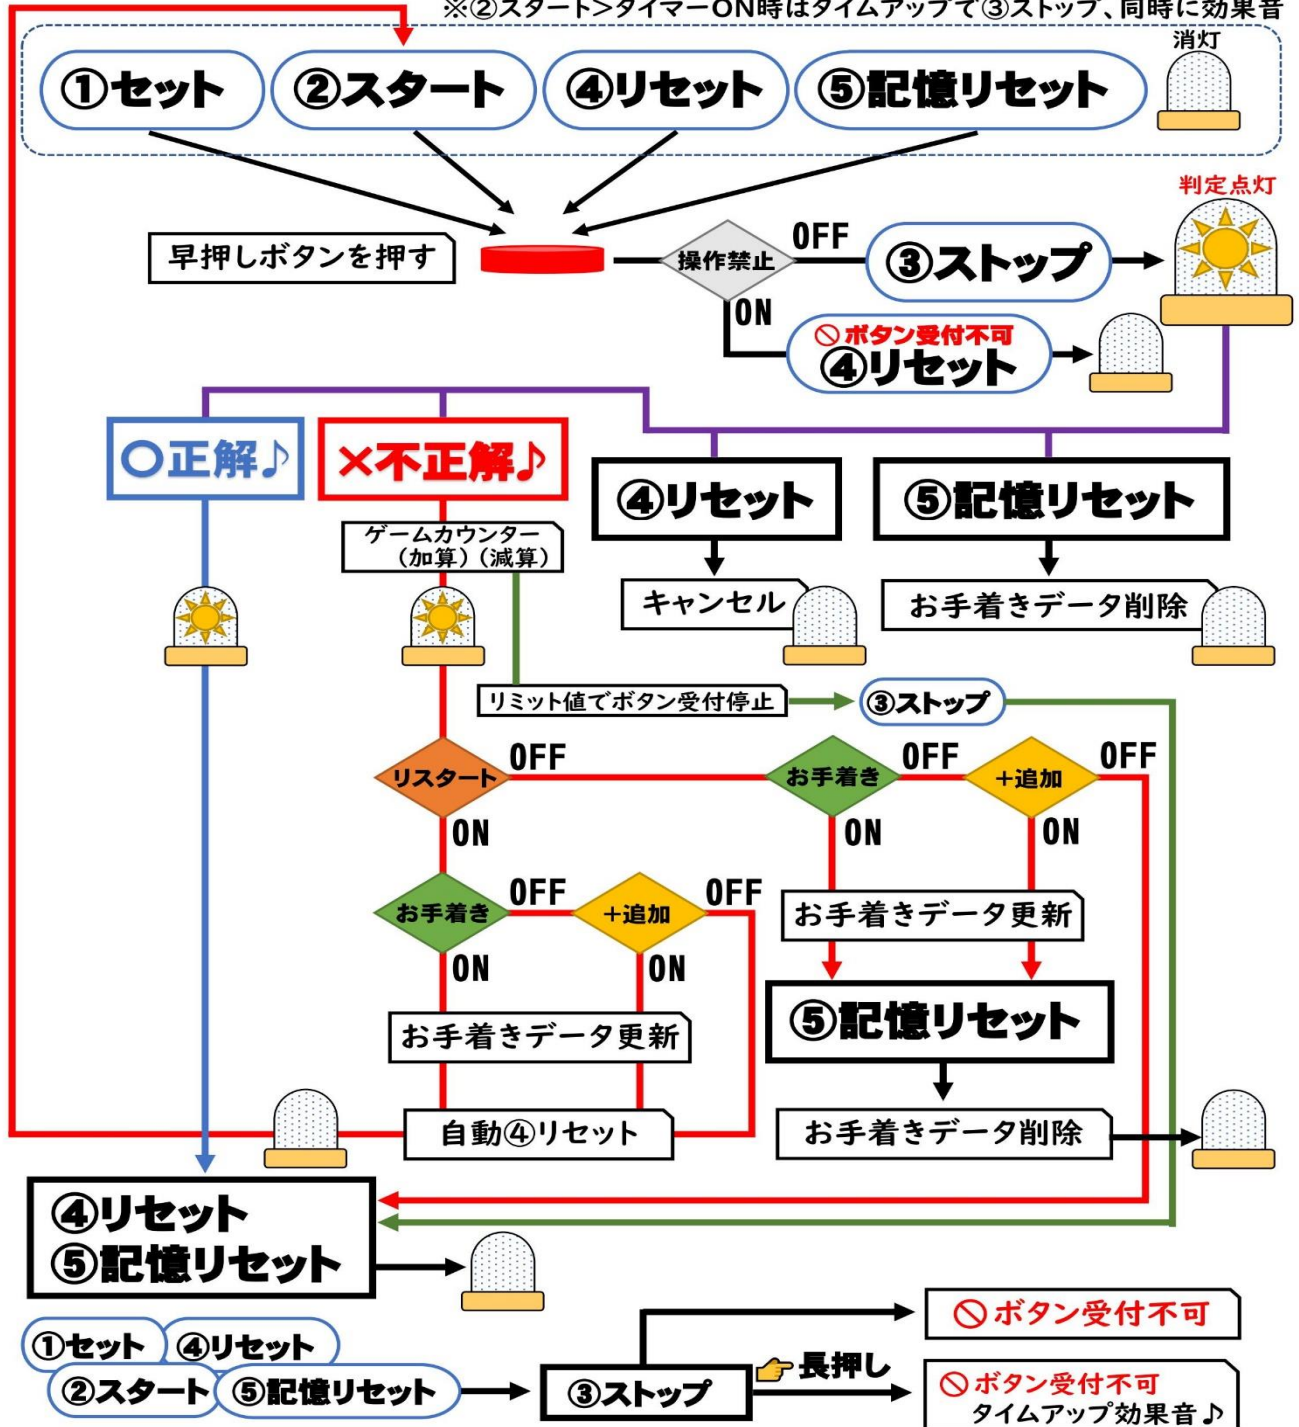 ※②スタート>タイマーON時はタイムアップで③ストップ、同時に効果音
消灯
①セット
②スタート
④リセット
⑤記憶リセット
判定点灯
早押しボタンを押す
操作禁止
OFF
③ストップ
ON
🚫ボタン受付不可
④リセット
〇正解♪
×不正解♪
④リセット
⑤記憶リセット
ゲームカウンター
(加算)(減算)
キャンセル
お手着きデータ削除
リミット値でボタン受付停止
③ストップ
リスタート
OFF
お手着き
OFF
+追加
OFF
ON
ON
ON
お手着き
OFF
+追加
OFF
お手着きデータ更新
ON
ON
⑤記憶リセット
お手着きデータ更新
自動④リセット
お手着きデータ削除
④リセット
⑤記憶リセット
①セット
④リセット
②スタート
⑤記憶リセット
③ストップ
🚫ボタン受付不可
👉長押し
🚫ボタン受付不可
タイムアップ効果音♪